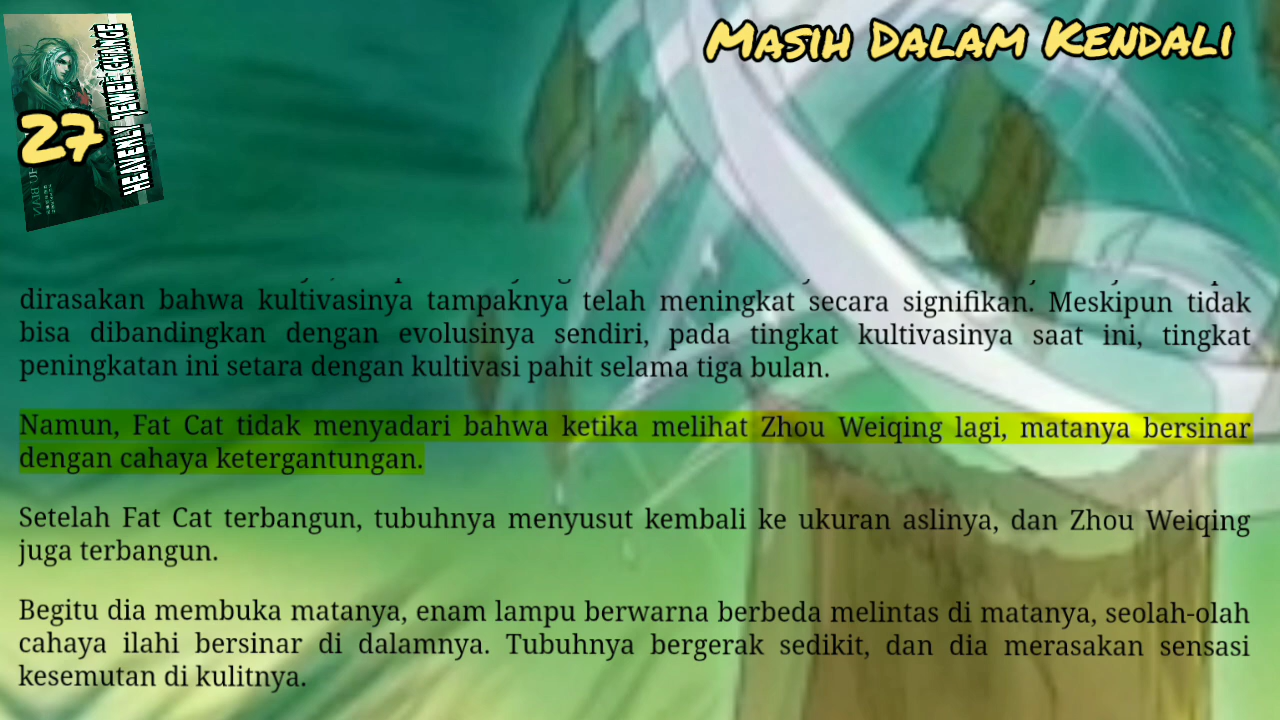 Masih Dalam Kendali
27
HEAVENLY JEWEL CHANGE
dirasakan bahwa kultivasinya tampaknya telah meningkat secara signifikan. Meskipun tidak
bisa dibandingkan dengan evolusinya sendiri, pada tingkat kultivasinya saat ini, tingkat
peningkatan ini setara dengan kultivasi pahit selama tiga bulan.
Namun, Fat Cat tidak menyadari bahwa ketika melihat Zhou Weiqing lagi, matanya bersinar
dengan cahaya ketergantungan.
Setelah Fat Cat terbangun, tubuhnya menyusut kembali ke ukuran aslinya, dan Zhou Weiqing
juga terbangun.
Begitu dia membuka matanya, enam lampu berwarna berbeda melintas di matanya, seolah-olah
cahaya ilahi bersinar di dalamnya. Tubuhnya bergerak sedikit, dan dia merasakan sensasi
kesemutan di kulitnya.